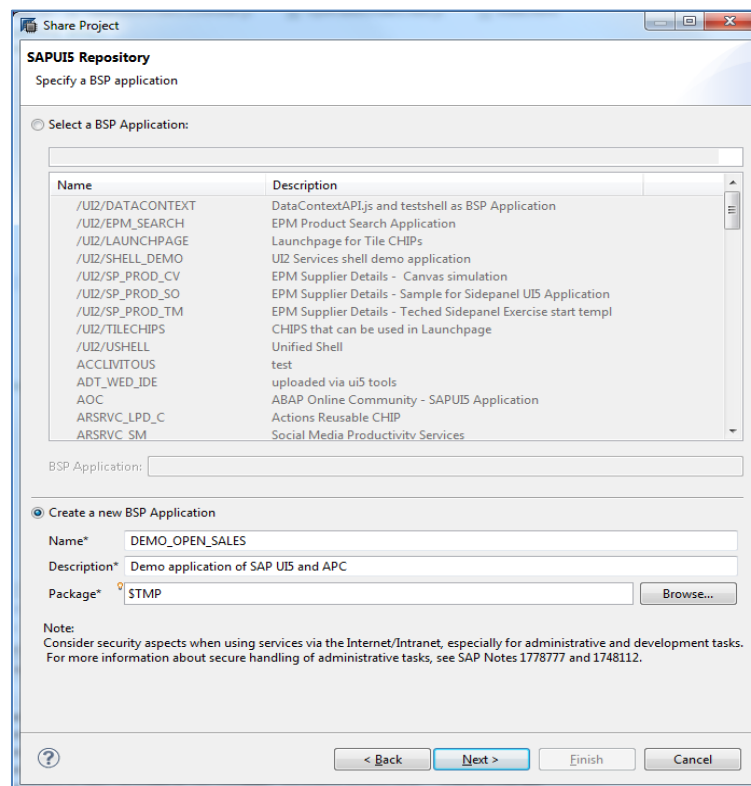 Share Project
SAPUI5 Repository
Specify a BSP application
Select a BSP Application:
Name Description
/UI2/DATACONTEXT DataContextAPI.js and testshell as BSP Application
/UI2/EPM_SEARCH EPM Product Search Application
/UI2/LAUNCHPAGE Launchpage for Tile CHIPs
/UI2/SHELL_DEMO UI2 Services shell demo application
/UI2/SP_PROD_CV EPM Supplier Details - Canvas simulation
/UI2/SP_PROD_SO EPM Supplier Details - Sample for Sidepanel UI5 Application
/UI2/SP_PROD_TM EPM Supplier Details - Teched Sidepanel Exercise start templ
/UI2/TILECHIPS CHIPS that can be used in Launchpage
/UI2/USHELL Unified Shell
ACCLIVITOUS test
ADT_WED_IDE uploaded via ui5 tools
AOC ABAP Online Community - SAPUI5 Application
ARSRVC_LPD_C Actions Reusable CHIP
ARSRVC_SM Social Media Productivity Services
BSP Application:
Create a new BSP Application
Name* DEMO_OPEN_SALES
Description* Demo application of SAP UI5 and APC
Package* $TMP Browse...
Note:
Consider security aspects when using services via the Internet/Intranet, especially for administrative and development tasks.
For more information about secure handling of administrative tasks, see SAP Notes 1778777 and 1748112.
? < Back Next > Finish Cancel